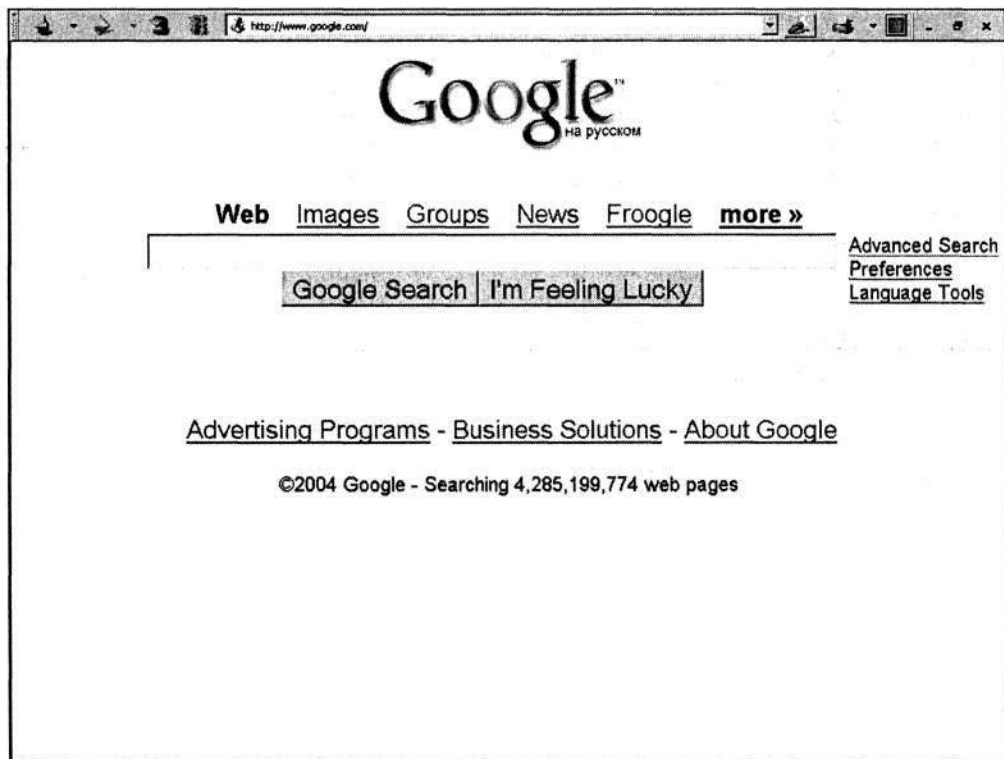 http://www.google.com/
Google™
на русском
Web Images Groups News Froogle more »
Advanced Search
Preferences
Language Tools
Google Search I'm Feeling Lucky
Advertising Programs - Business Solutions - About Google
©2004 Google - Searching 4,285,199,774 web pages